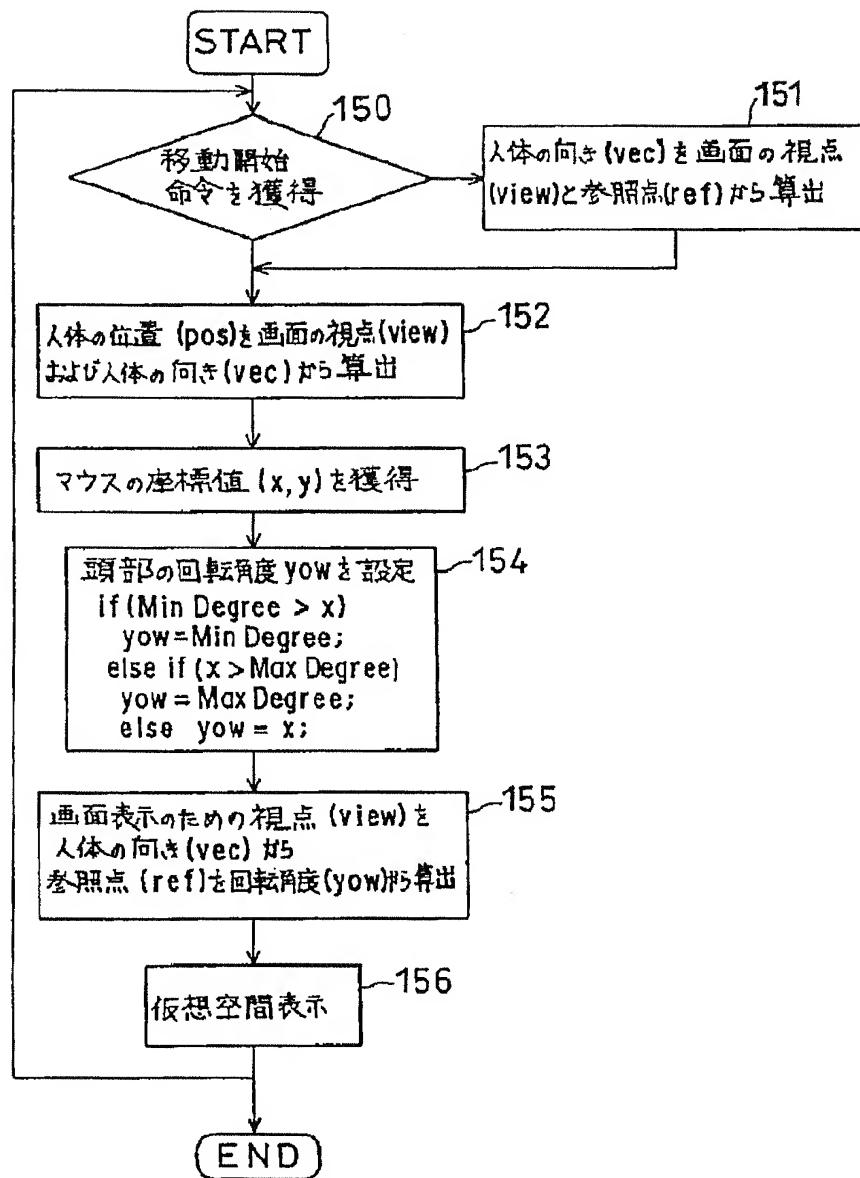 START
150
移動開始
命令を獲得
151
人体の向き(vec)を画面の視点
(view)と参照点(ref)から算出
152
人体の位置 (pos)を画面の視点(view)
および人体の向き(vec)から算出
153
マウスの座標値 (x,y)を獲得
154
頭部の回転角度 yowを設定
if(Min Degree > x)
yow=Min Degree;
else if (x>Max Degree)
yow = Max Degree;
else yow = x;
155
画面表示のための視点 (view)を
人体の向き(vec)から
参照点 (ref)を回転角度(yow)から算出
156
仮想空間表示
END